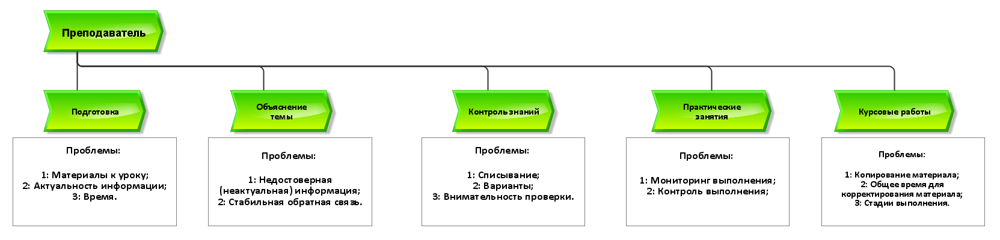 Преподаватель
Подготовка
Объяснение
темы
Контроль знаний
Практические
занятия
Курсовые работы
Проблемы:
1: Материалы к уроку;
2: Актуальность информации;
3: Время.
Проблемы:
1: Недостоверная
(неактуальная) информация;
2: Стабильная обратная связь.
Проблемы:
1: Списывание;
2: Варианты;
3: Внимательность проверки.
Проблемы:
1: Мониторинг выполнения;
2: Контроль выполнения;
Проблемы:
1: Копирование материала;
2: Общее время для
корректирования материала;
3: Стадии выполнения.